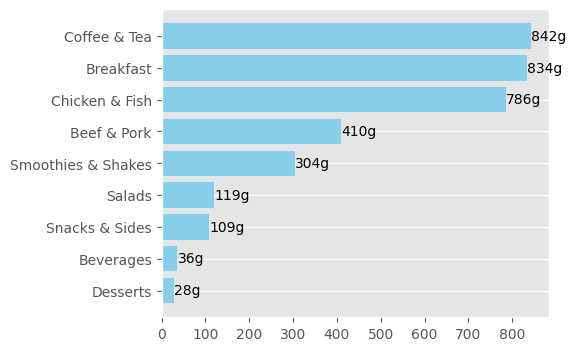 Coffee & Tea 842g
Breakfast 834g
Chicken & Fish 786g
Beef & Pork 410g
Smoothies & Shakes 304g
Salads 119g
Snacks & Sides 109g
Beverages 36g
Desserts 28g
0 100 200 300 400 500 600 700 800